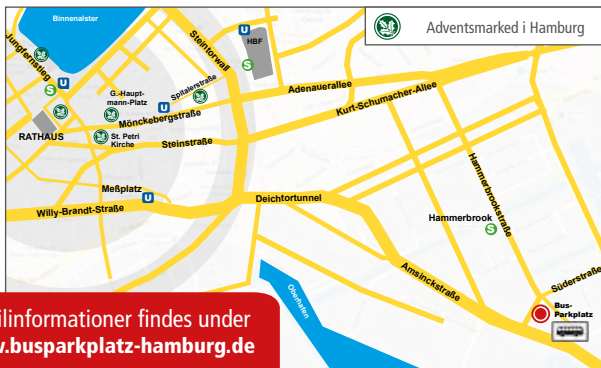 Binnenalster
Jungfernstieg
Steintorwall
HBF
Adventsmarked i Hamburg
U
U
S
S
G.-Haupt-
mann-Platz
U
Spitalerstraße
Adenauerallee
Kurt-Schumacher-Allee
Mönckebergstraße
RATHAUS
St. Petri
Kirche
Steinstraße
Meßplatz
U
Willy-Brandt-Straße
Deichtortunnel
Hammerbrookstraße
Hammerbrook
S
Amsinckstraße
Oberhafen
Süderstraße
Bus-
Parkplatz
ilinformationer findes under
.busparkplatz-hamburg.de